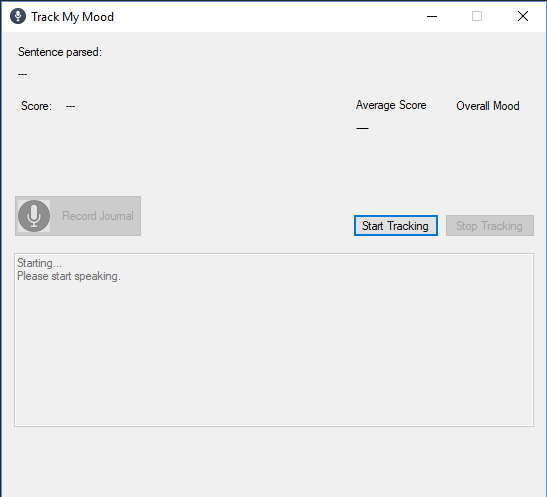 Track My Mood
Sentence parsed:
---
Score: ---
Average Score
Overall Mood
---
Record Journal
Start Tracking
Stop Tracking
Starting...
Please start speaking.